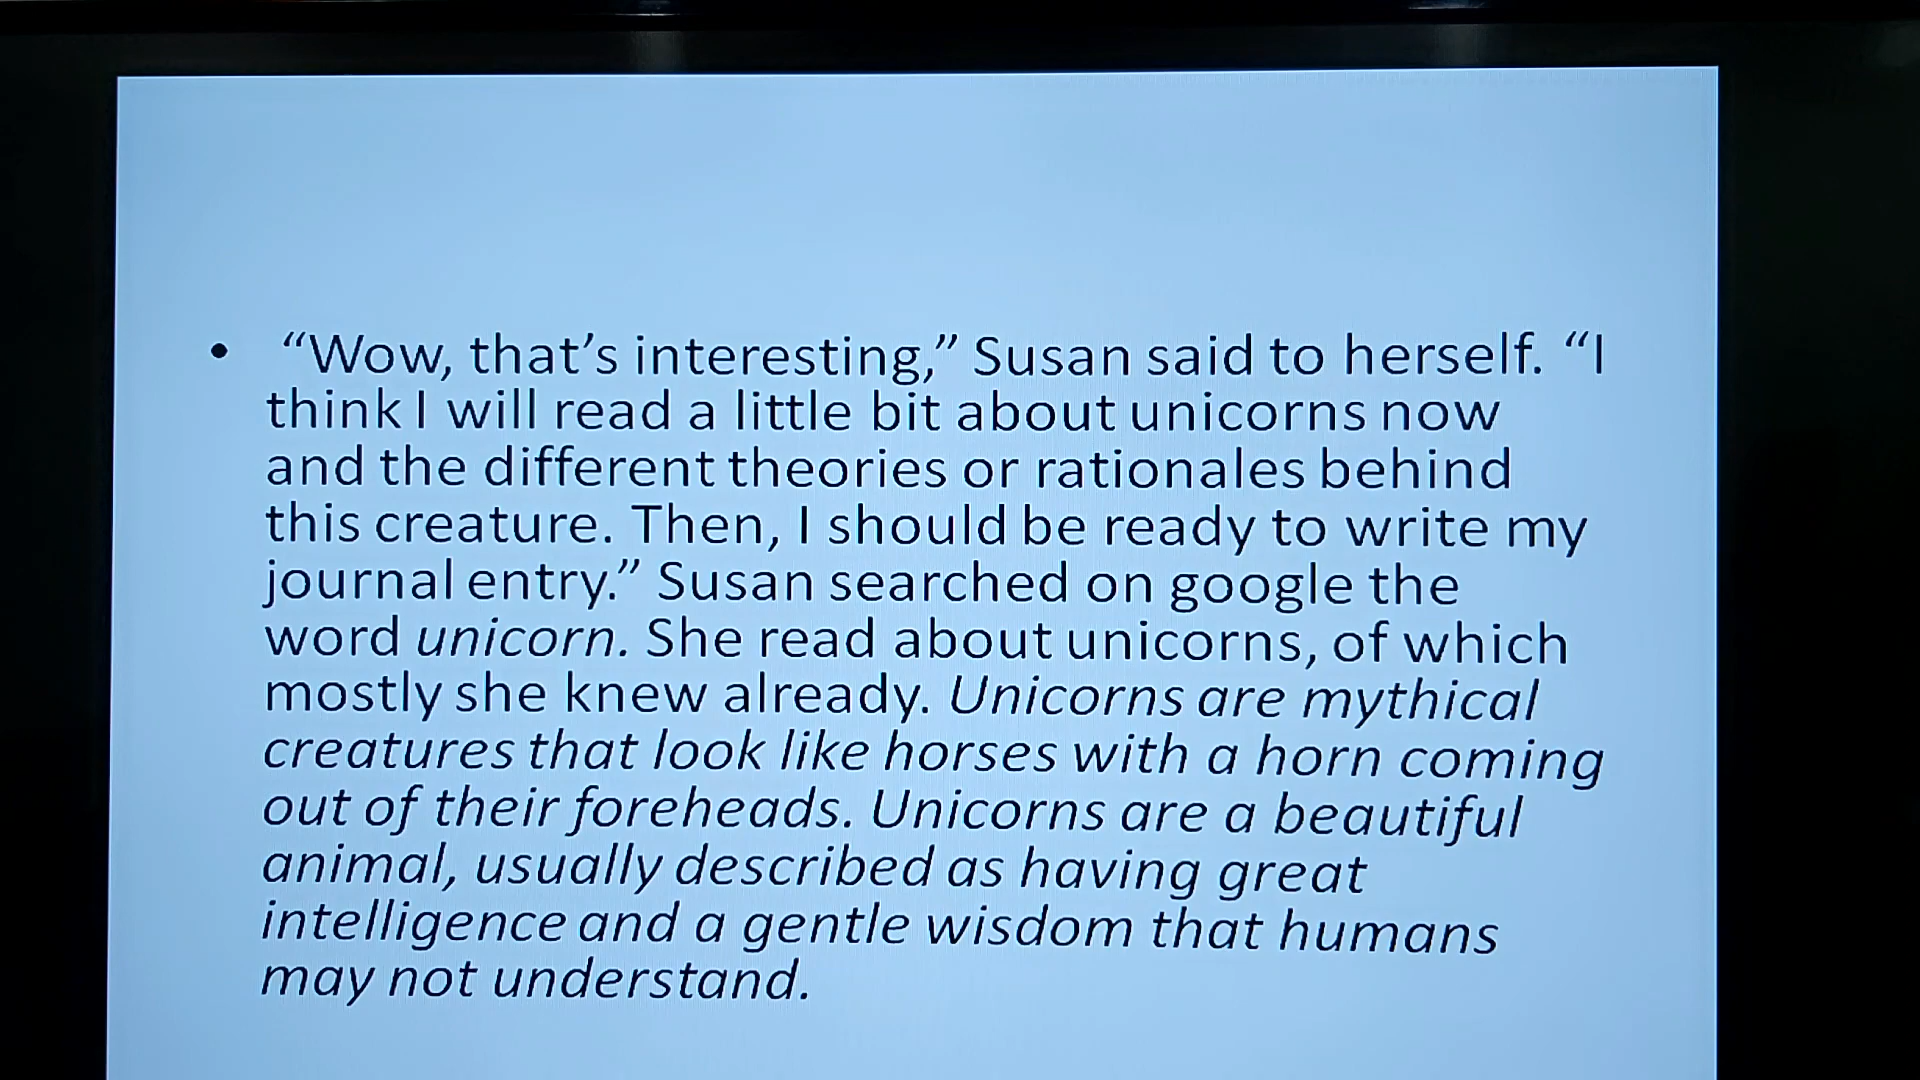 • “Wow, that’s interesting,” Susan said to herself. “I
think I will read a little bit about unicorns now
and the different theories or rationales behind
this creature. Then, I should be ready to write my
journal entry.” Susan searched on google the
word unicorn. She read about unicorns, of which
mostly she knew already. Unicorns are mythical
creatures that look like horses with a horn coming
out of their foreheads. Unicorns are a beautiful
animal, usually described as having great
intelligence and a gentle wisdom that humans
may not understand.